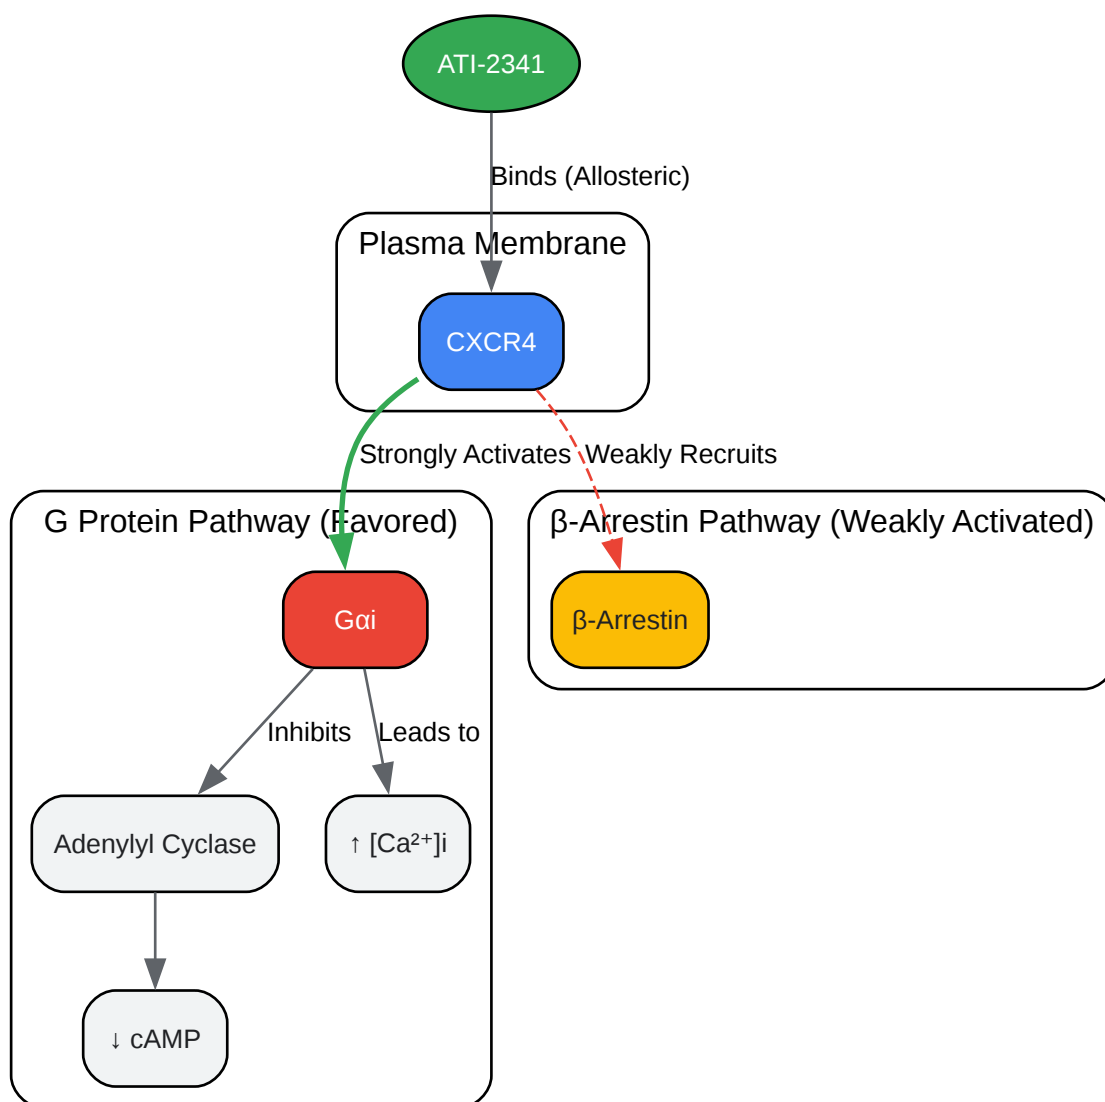 ATI-2341
Binds (Allosteric)
Plasma Membrane
CXCR4
Strongly Activates
Weakly Recruits
G Protein Pathway (Favored)
β-Arrestin Pathway (Weakly Activated)
Gαi
β-Arrestin
Inhibits
Leads to
Adenylyl Cyclase
↑ [Ca²⁺]i
↓ cAMP